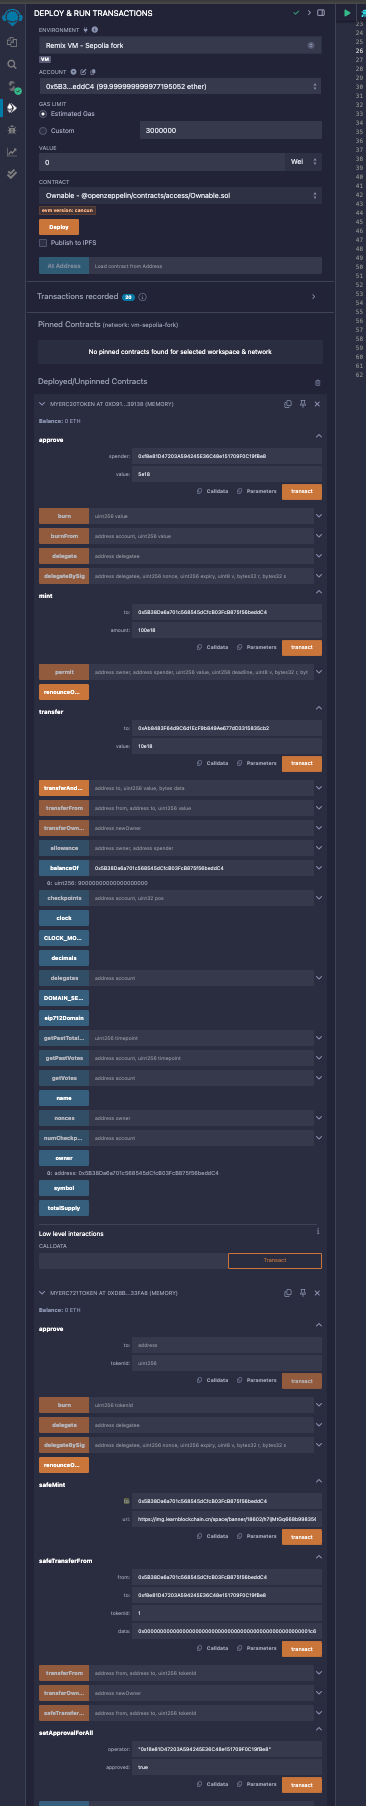 DEPLOY & RUN TRANSACTIONS
ENVIRONMENT
Remix VM - Sepolia fork
VM
ACCOUNT
0x5B3...eddC4 (99.999999999977195052 ether)
GAS LIMIT
Estimated Gas
Custom 3000000
VALUE
0 Wei
CONTRACT
Ownable - @openzeppelin/contracts/access/Ownable.sol
evm version: cancun
Deploy
Publish to IPFS
At Address Load contract from Address
Transactions recorded
Pinned Contracts (network: vm-sepolia-fork)
No pinned contracts found for selected workspace & network
Deployed/Unpinned Contracts
MYERC20TOKEN AT 0XD91...39138 (MEMORY)
Balance: 0 ETH
approve
spender:
value: 5e18
Calldata Parameters transact
burn uint256 value
burnFrom address account, uint256 value
delegate address delegatee
delegateBySig address delegatee, uint256 nonce, uint256 expiry, uint8 v, bytes32 r, bytes32 s
mint
to: 0x5B38Da6a701c568545dCfcB03FcB875f56beddC4
amount: 100e18
Calldata Parameters transact
permit address owner, address spender, uint256 value, uint256 deadline, uint8 v, bytes32 r, byt
renounceO...
transfer
to: 0xAb8483F64d9C6d1EcF9b849Ae677dD3315835cb2
value: 10e18
Calldata Parameters transact
transferAnd... address to, uint256 value, bytes data
transferFrom address from, address to, uint256 value
transferOwn... address newOwner
allowance address owner, address spender
balanceOf 0x5B38Da6a701c568545dCfcB03FcB875f56beddC4
0: uint256: 90000000000000000000
checkpoints address account, uint32 pos
clock
CLOCK_MO...
decimals
delegates address account
DOMAIN_SE...
eip712Domain
getPastTotal... uint256 timepoint
getPastVotes address account, uint256 timepoint
getVotes address account
name
nonces address owner
numCheckp... address account
owner
0: address: 0x5B38Da6a701c568545dCfcB03FcB875f56beddC4
symbol
totalSupply
Low level interactions
CALLDATA
Transact
MYERC721TOKEN AT 0XD8B...33FA8 (MEMORY)
Balance: 0 ETH
approve
to: address
tokenId: uint256
Calldata Parameters transact
burn uint256 tokenId
delegate address delegatee
delegateBySig address delegatee, uint256 nonce, uint256 expiry, uint8 v, bytes32 r, bytes32 s
renounceO...
safeMint
0x5B38Da6a701c568545dCfcB03FcB875f56beddC4
url:
Calldata Parameters transact
safeTransferFrom
from: 0x5B38Da6a701c568545dCfcB03FcB875f56beddC4
to:
tokenId: 1
data:
Calldata Parameters transact
transferFrom address from, address to, uint256 tokenId
transferOwn... address newOwner
safeTransfer... address from, address to, uint256 tokenId
setApprovalForAll
operator:
approved: true
Calldata Parameters transact
23
24
25
26
27
28
29
30
31
32
33
34
35
36
37
38
39
40
41
42
43
44
45
46
47
48
49
50
51
52
53
54
55
56
57
58
59
60
61
62